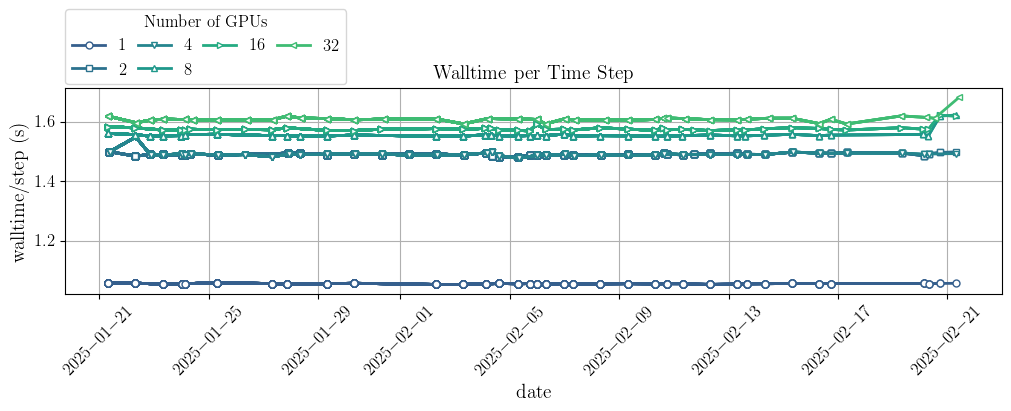 Number of GPUs
1 4 16 32
2 8
Walltime per Time Step
walltime/step (s)
1.6
1.4
1.2
2025−01−21
2025−01−25
2025−01−29
2025−02−01
2025−02−05
2025−02−09
2025−02−13
2025−02−17
2025−02−21
date